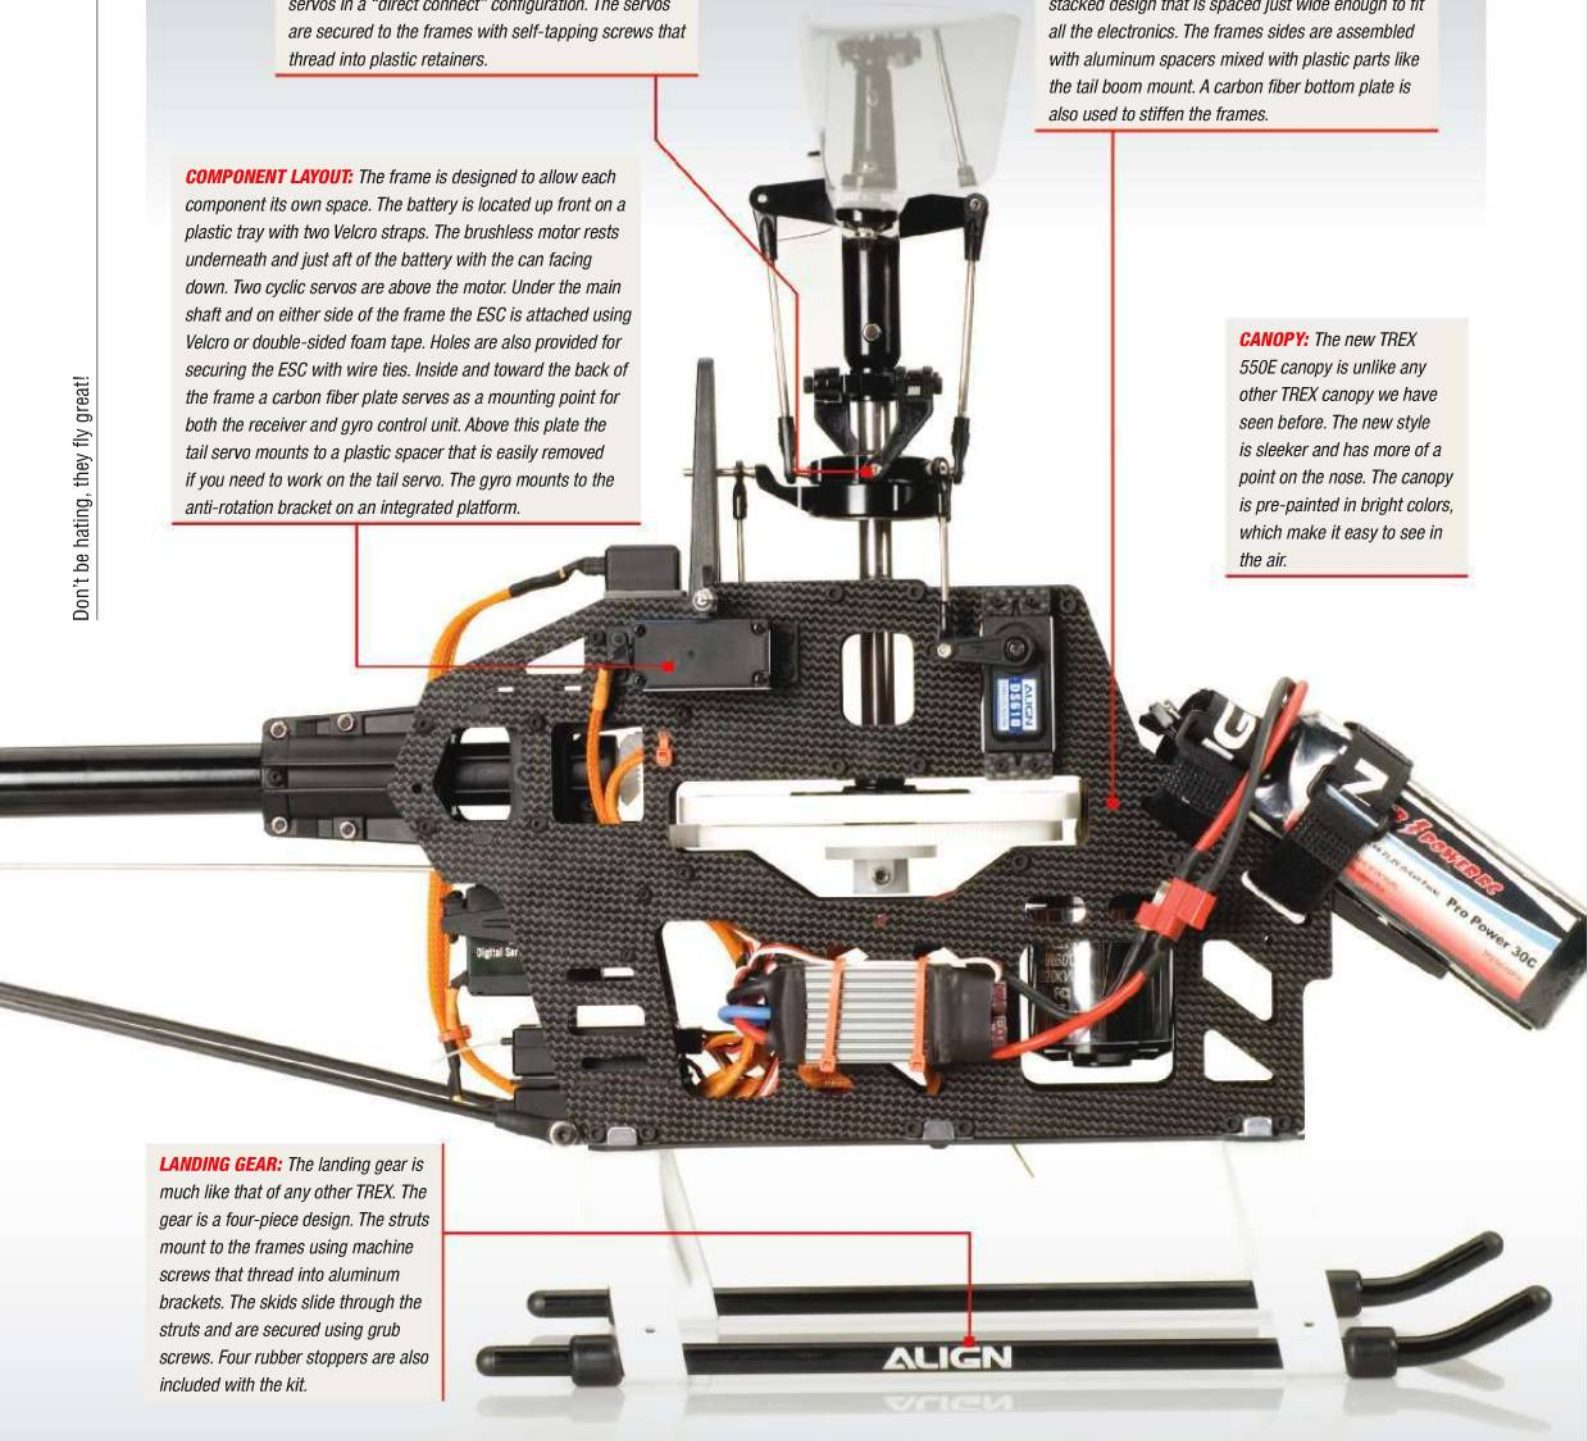 servos in a "direct connect" configuration. The servos
are secured to the frames with self-tapping screws that
thread into plastic retainers.
stacked design that is spaced just wide enough to fit
all the electronics. The frames sides are assembled
with aluminum spacers mixed with plastic parts like
the tail boom mount. A carbon fiber bottom plate is
also used to stiffen the frames.
COMPONENT LAYOUT: The frame is designed to allow each
component its own space. The battery is located up front on a
plastic tray with two Velcro straps. The brushless motor rests
underneath and just aft of the battery with the can facing
down. Two cyclic servos are above the motor. Under the main
shaft and on either side of the frame the ESC is attached using
Velcro or double-sided foam tape. Holes are also provided for
securing the ESC with wire ties. Inside and toward the back of
the frame a carbon fiber plate serves as a mounting point for
both the receiver and gyro control unit. Above this plate the
tail servo mounts to a plastic spacer that is easily removed
if you need to work on the tail servo. The gyro mounts to the
anti-rotation bracket on an integrated platform.
CANOPY: The new TREX
550E canopy is unlike any
other TREX canopy we have
seen before. The new style
is sleeker and has more of a
point on the nose. The canopy
is pre-painted in bright colors,
which make it easy to see in
the air.
Don't be hating, they fly great!
ALIGN
DS610
G
N
POWER RC
Pro Power 30C
Digital Ser
LANDING GEAR: The landing gear is
much like that of any other TREX. The
gear is a four-piece design. The struts
mount to the frames using machine
screws that thread into aluminum
brackets. The skids slide through the
struts and are secured using grub
screws. Four rubber stoppers are also
included with the kit.
ALIGN